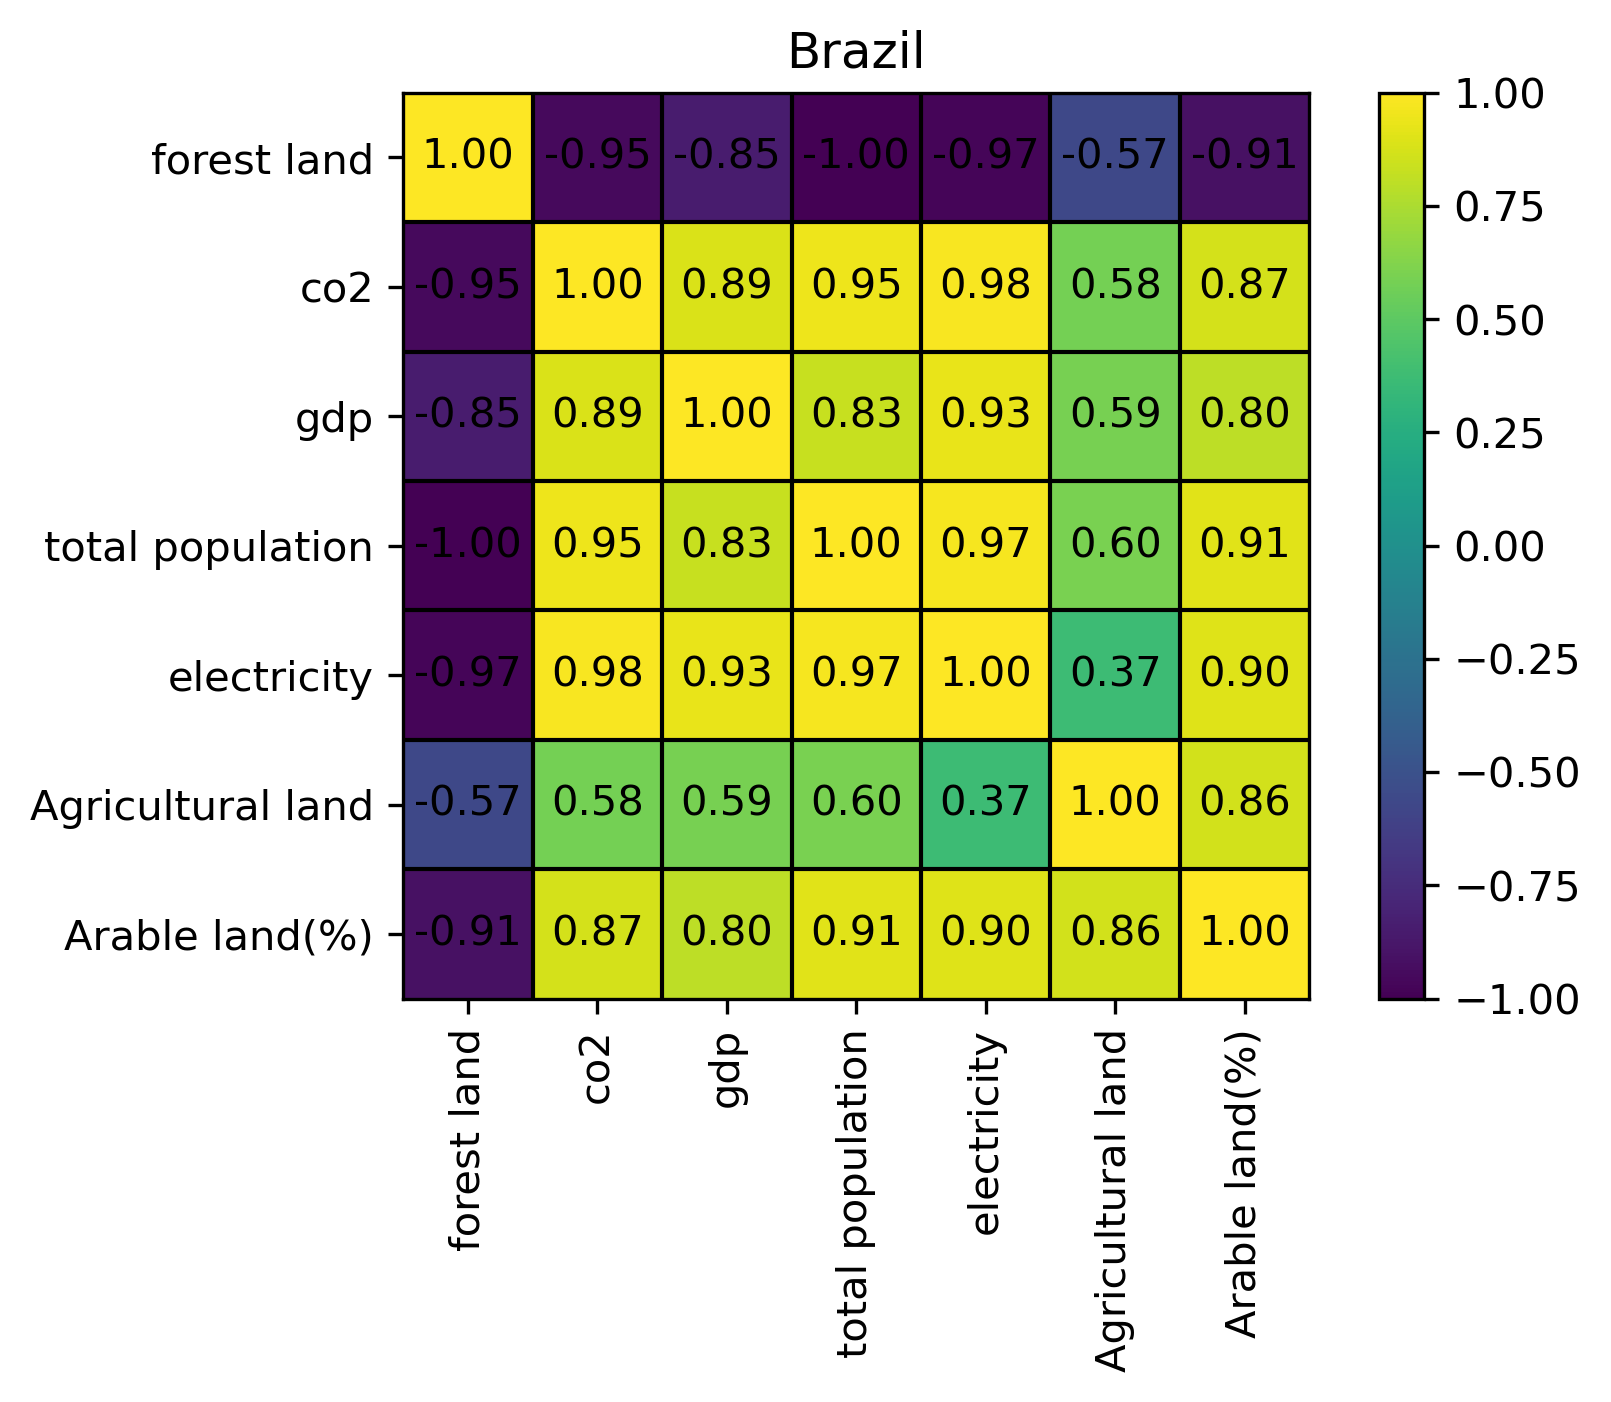 Brazil
forest land 1.00 -0.95 -0.85 -1.00 -0.97 -0.57 -0.91
co2 -0.95 1.00 0.89 0.95 0.98 0.58 0.87
gdp -0.85 0.89 1.00 0.83 0.93 0.59 0.80
total population -1.00 0.95 0.83 1.00 0.97 0.60 0.91
electricity -0.97 0.98 0.93 0.97 1.00 0.37 0.90
Agricultural land -0.57 0.58 0.59 0.60 0.37 1.00 0.86
Arable land(%) -0.91 0.87 0.80 0.91 0.90 0.86 1.00
forest land
co2
gdp
total population
electricity
Agricultural land
Arable land(%)
1.00
0.75
0.50
0.25
0.00
−0.25
−0.50
−0.75
−1.00